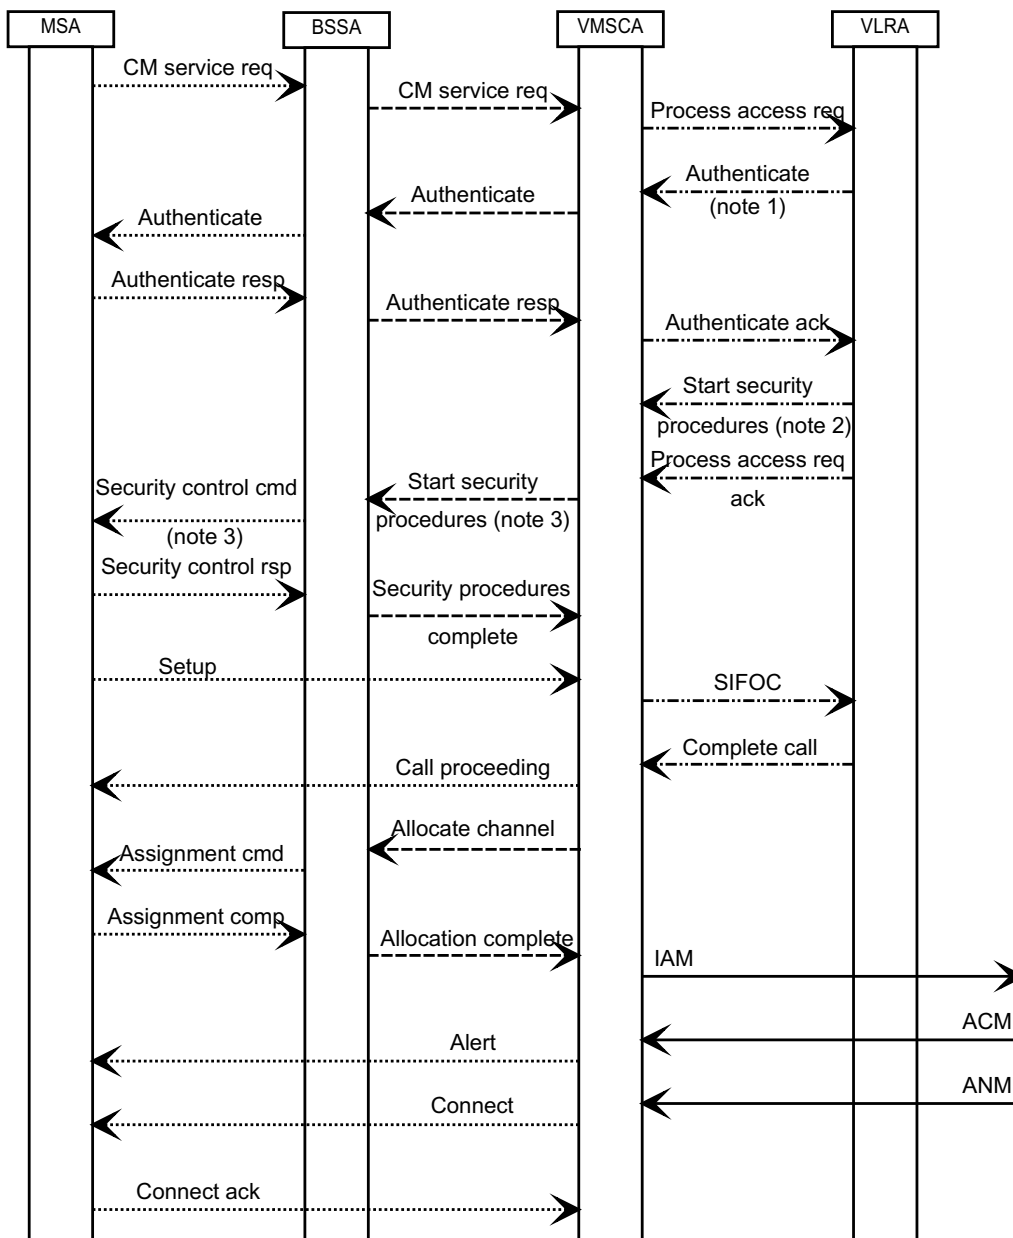 MSA
BSSA
VMSCA
VLRA
CM service req
CM service req
Process access req
Authenticate
(note 1)
Authenticate
Authenticate
Authenticate resp
Authenticate resp
Authenticate ack
Start security
procedures (note 2)
Process access req
ack
Start security
procedures (note 3)
Security control cmd
(note 3)
Security control rsp
Security procedures
complete
Setup
SIFOC
Complete call
Call proceeding
Allocate channel
Assignment cmd
Assignment comp
Allocation complete
IAM
ACM
Alert
ANM
Connect
Connect ack